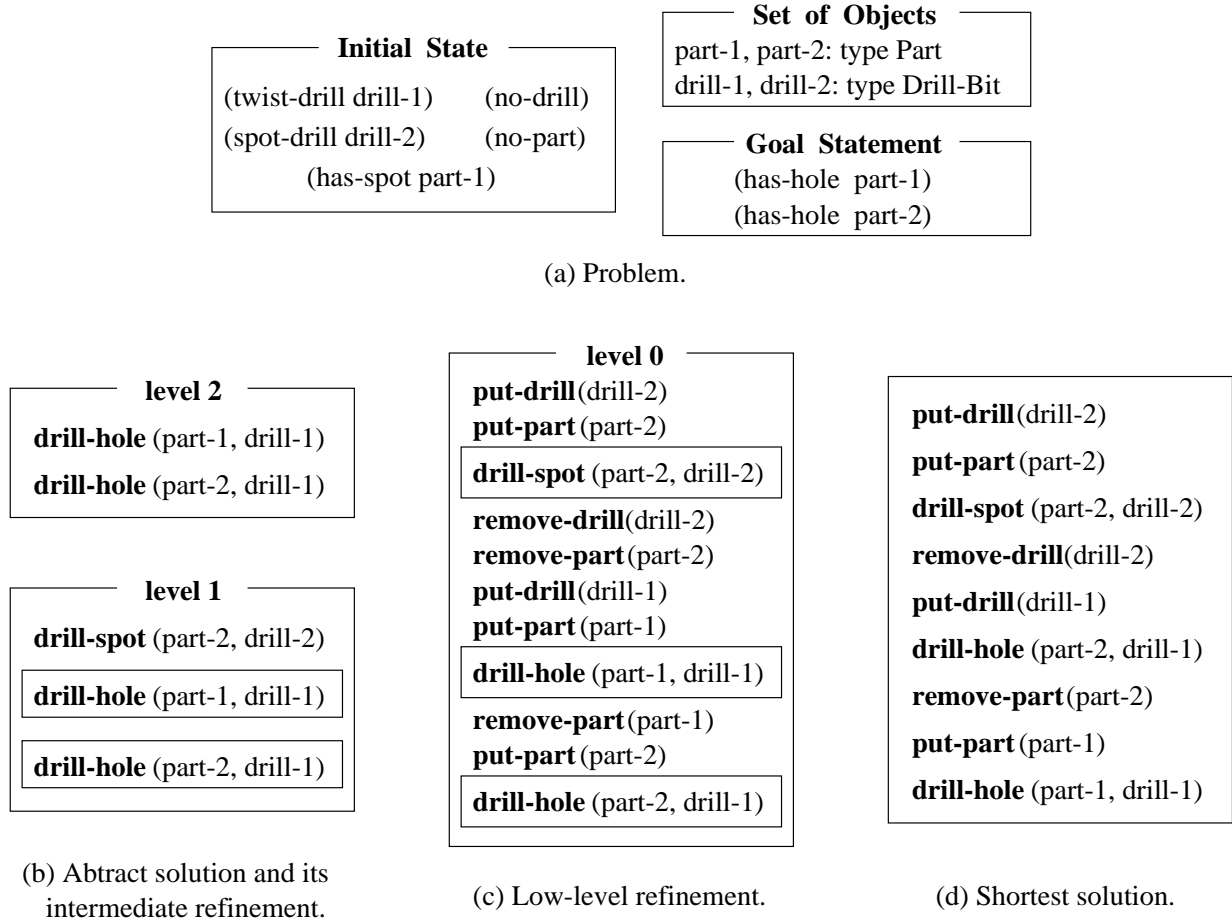 Initial State
(twist-drill drill-1) (no-drill)
(spot-drill drill-2) (no-part)
(has-spot part-1)
Set of Objects
part-1, part-2: type Part
drill-1, drill-2: type Drill-Bit
Goal Statement
(has-hole part-1)
(has-hole part-2)
(a) Problem.
level 2
drill-hole (part-1, drill-1)
drill-hole (part-2, drill-1)
level 1
drill-spot (part-2, drill-2)
drill-hole (part-1, drill-1)
drill-hole (part-2, drill-1)
(b) Abtract solution and its
intermediate refinement.
level 0
put-drill(drill-2)
put-part(part-2)
drill-spot (part-2, drill-2)
remove-drill(drill-2)
remove-part(part-2)
put-drill(drill-1)
put-part(part-1)
drill-hole (part-1, drill-1)
remove-part(part-1)
put-part(part-2)
drill-hole (part-2, drill-1)
(c) Low-level refinement.
put-drill(drill-2)
put-part(part-2)
drill-spot (part-2, drill-2)
remove-drill(drill-2)
put-drill(drill-1)
drill-hole (part-2, drill-1)
remove-part(part-2)
put-part(part-1)
drill-hole (part-1, drill-1)
(d) Shortest solution.